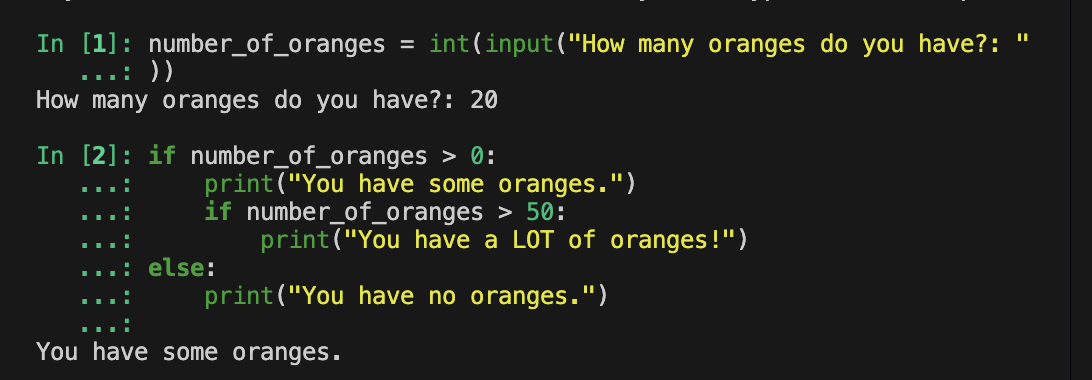 In [1]: number_of_oranges = int(input("How many oranges do you have?: "
   ...: ))
How many oranges do you have?: 20

In [2]: if number_of_oranges > 0:
   ...:     print("You have some oranges.")
   ...:     if number_of_oranges > 50:
   ...:         print("You have a LOT of oranges!")
   ...: else:
   ...:     print("You have no oranges.")
   ...:
You have some oranges.